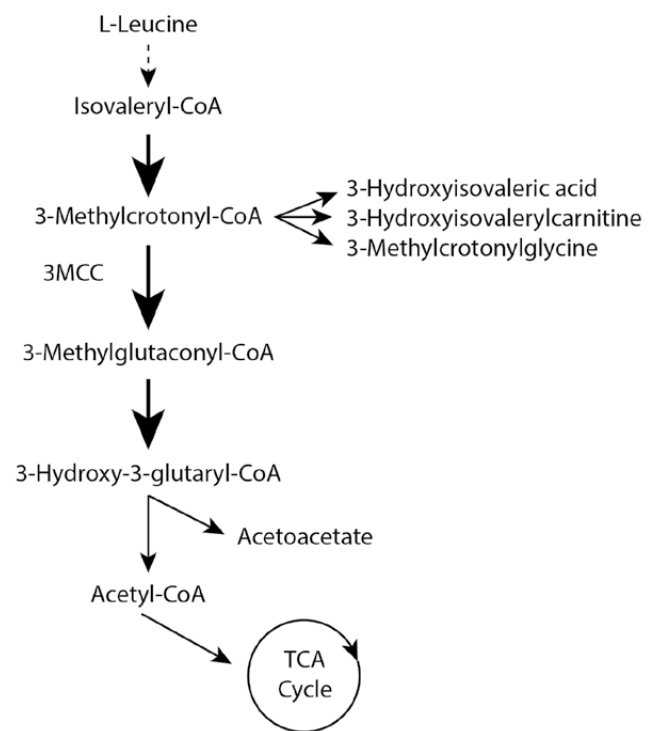 L-Leucine
Isovaleryl-CoA
3-Methylcrotonyl-CoA
3-Hydroxyisovaleric acid
3-Hydroxyisovalerylcarnitine
3-Methylcrotonylglycine
3MCC
3-Methylglutaconyl-CoA
3-Hydroxy-3-glutaryl-CoA
Acetoacetate
Acetyl-CoA
TCA
Cycle